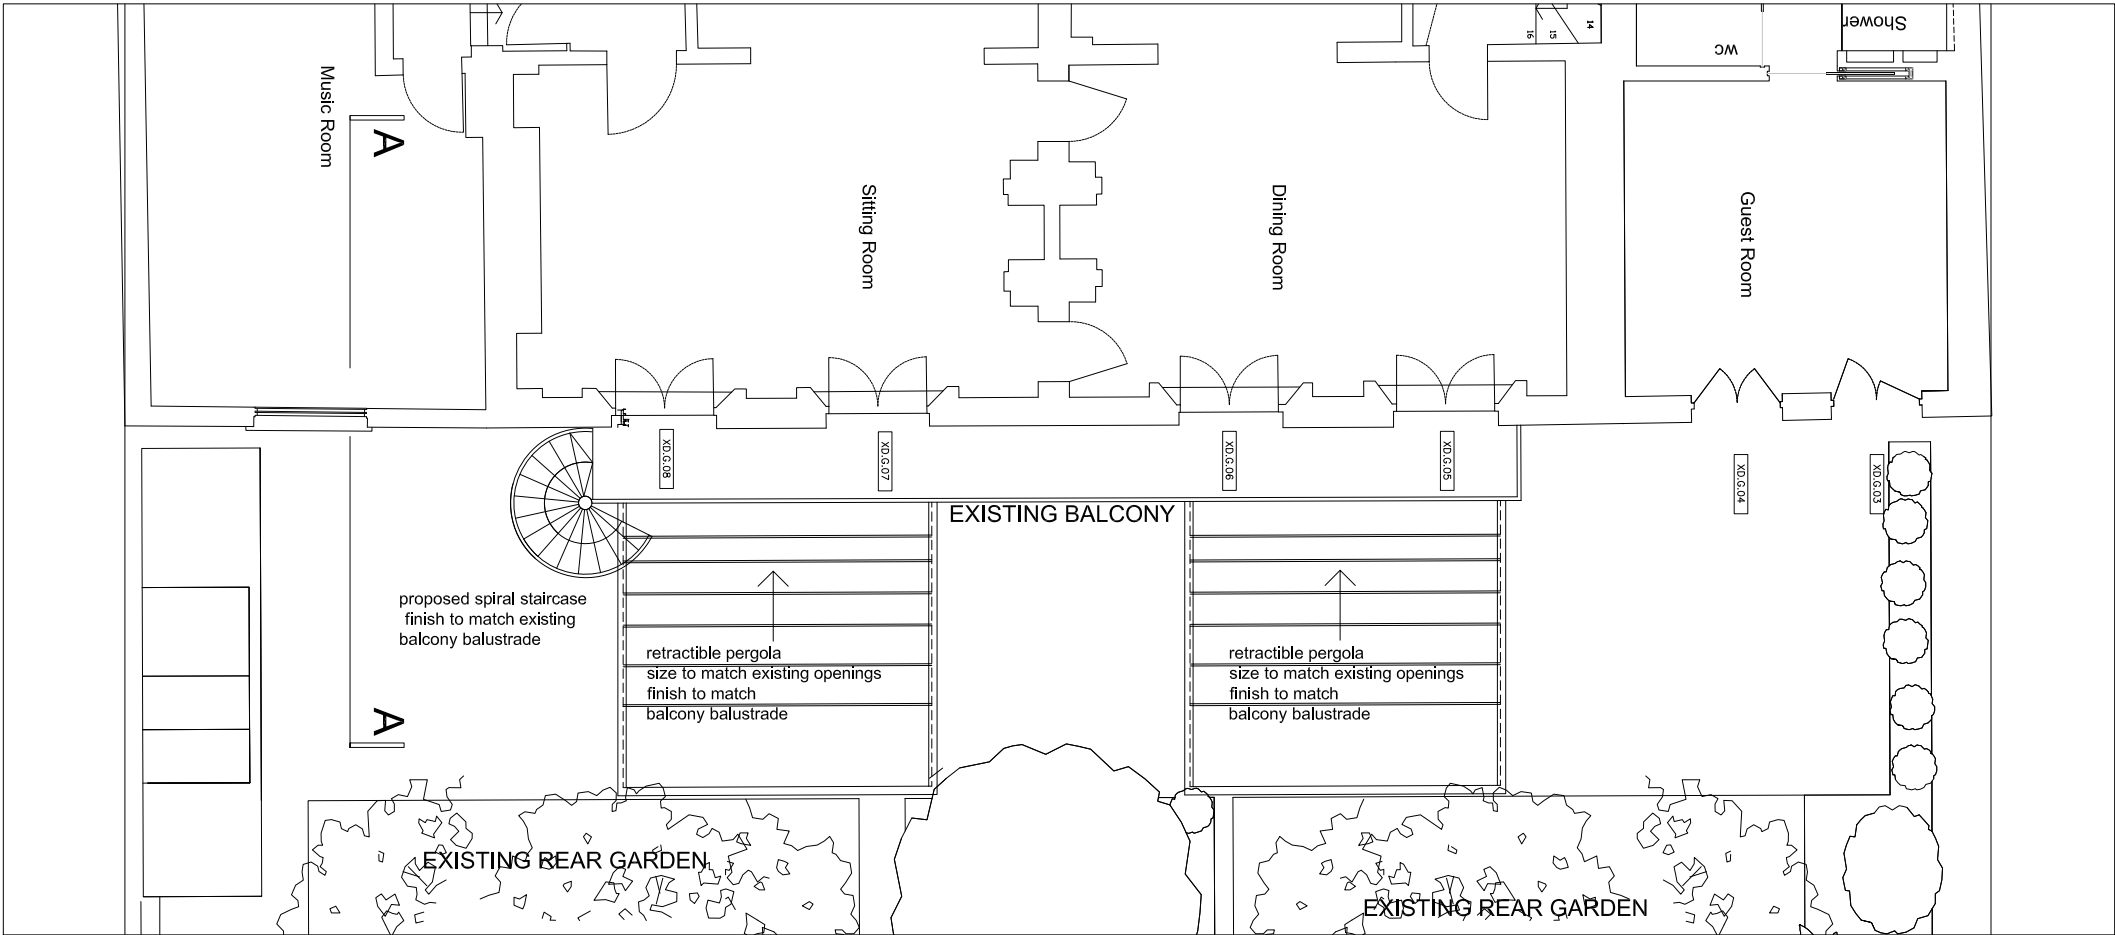 14
15
16
WC
Shower
Music Room
A
Sitting Room
Dining Room
Guest Room
XD.G.08
XD.G.07
XD.G.06
XD.G.05
XD.G.04
XD.G.03
EXISTING BALCONY
proposed spiral staircase
finish to match existing
balcony balustrade
retractible pergola
size to match existing openings
finish to match
balcony balustrade
retractible pergola
size to match existing openings
finish to match
balcony balustrade
A
EXISTING REAR GARDEN
EXISTING REAR GARDEN